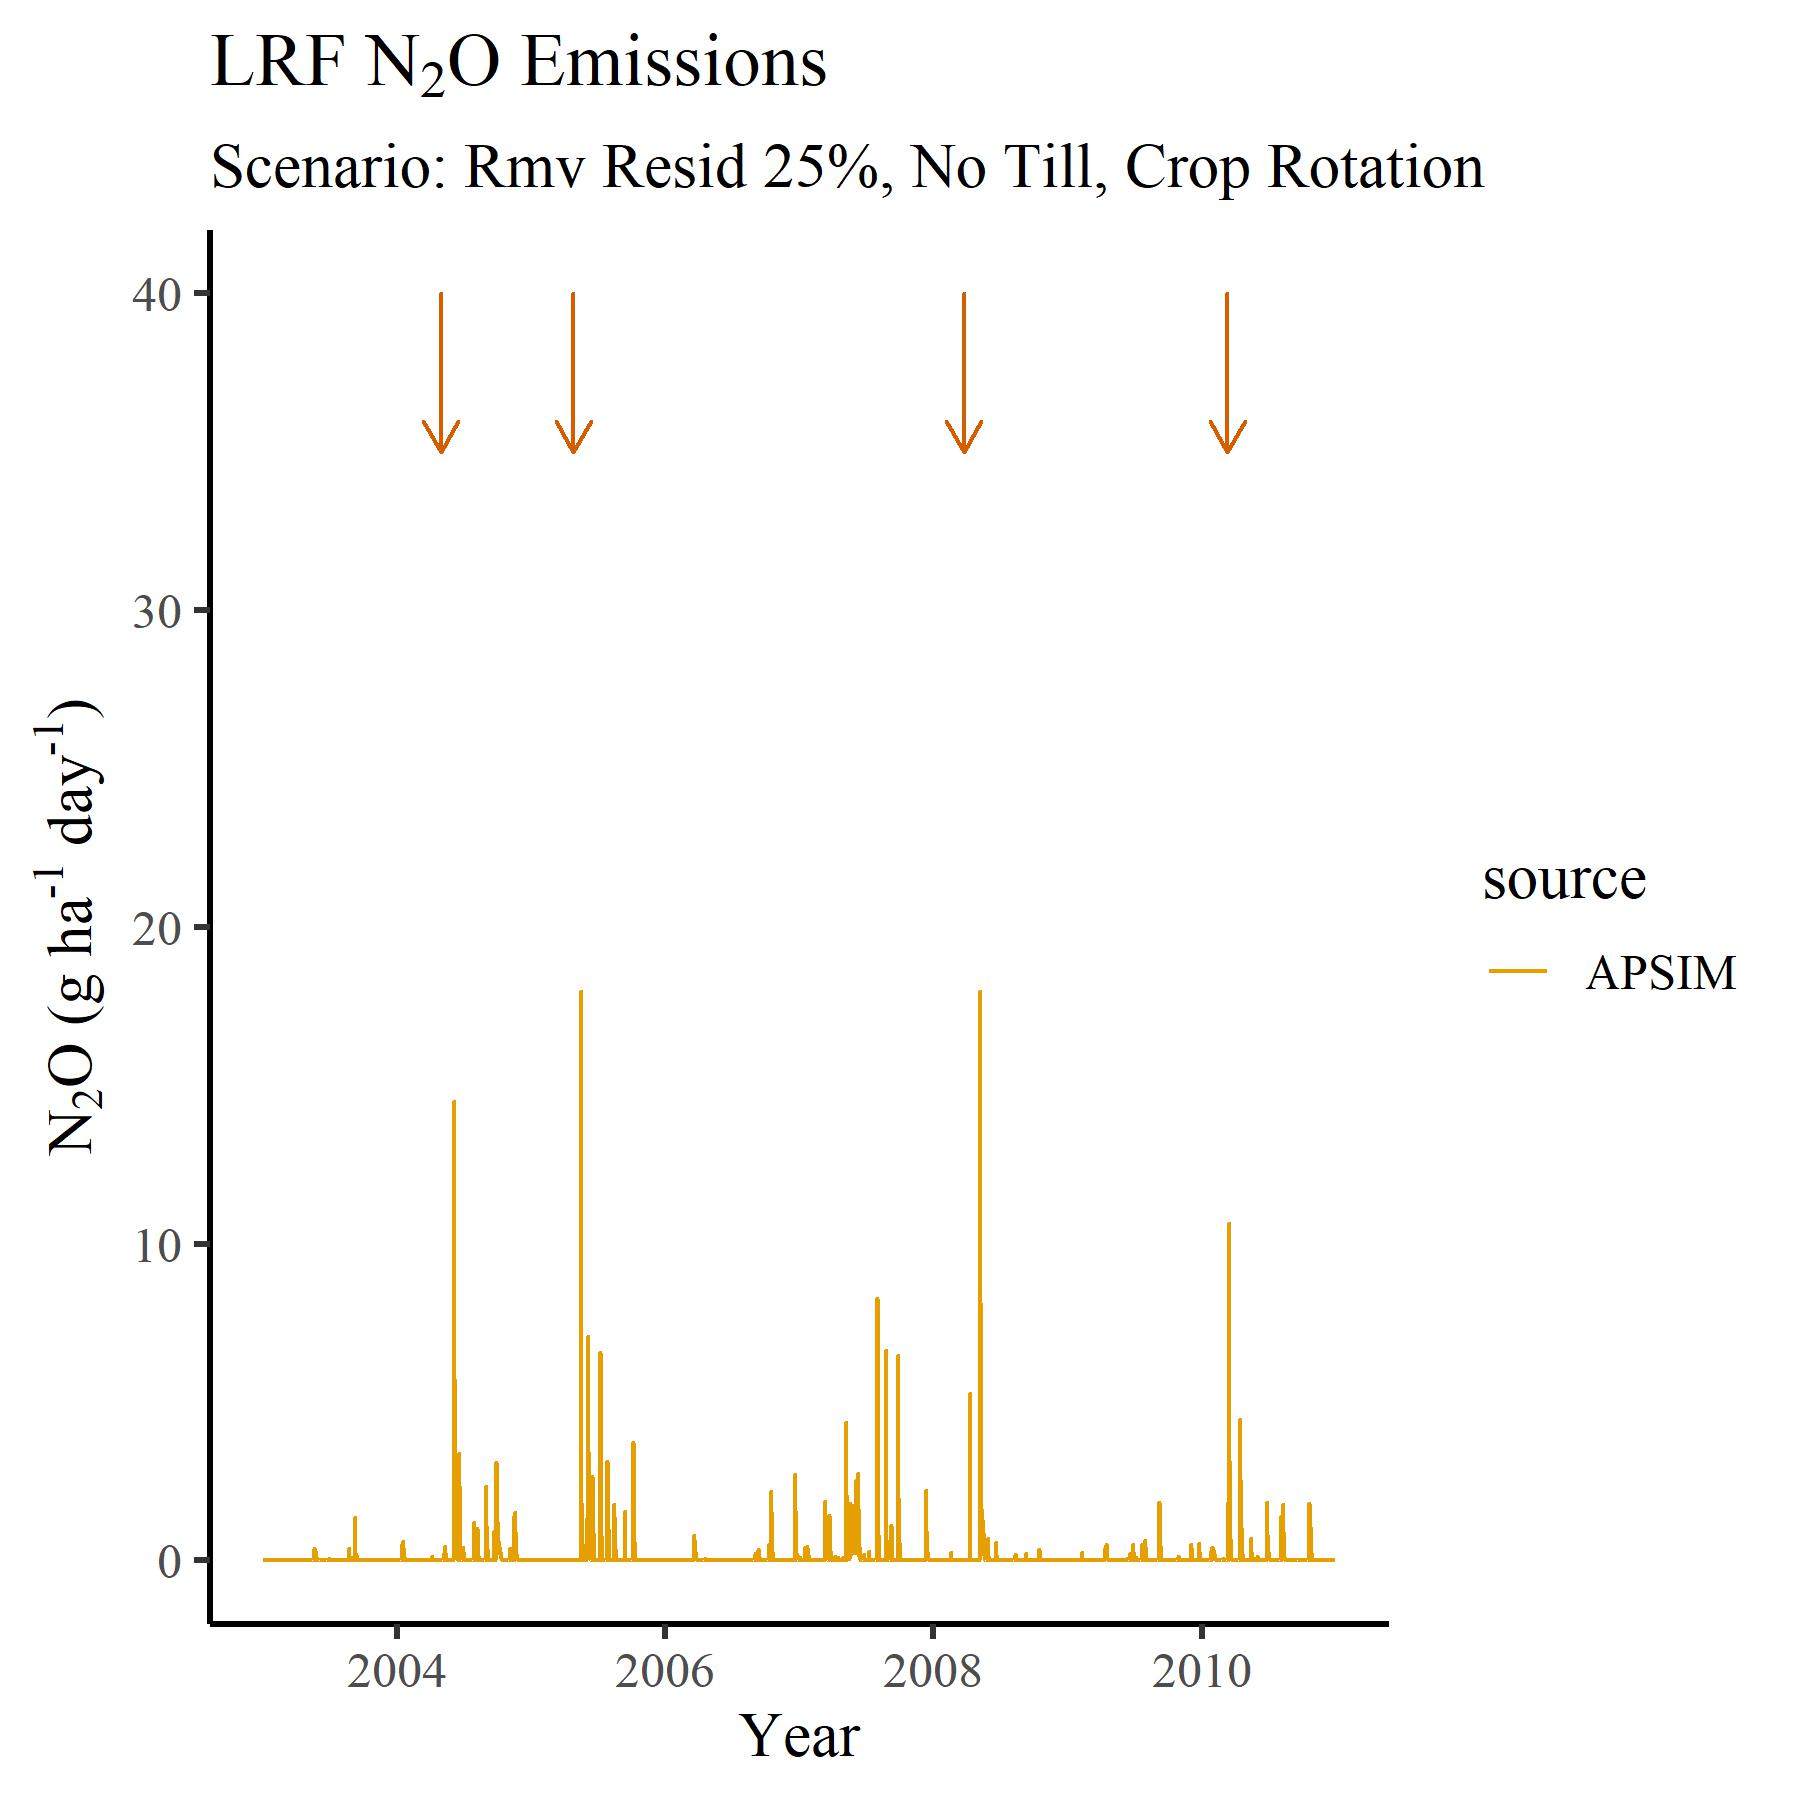 LRF N₂O Emissions
Scenario: Rmv Resid 25%, No Till, Crop Rotation
N₂O (g ha⁻¹ day⁻¹)
40
30
20
10
0
2004 2006 2008 2010
Year
source
APSIM